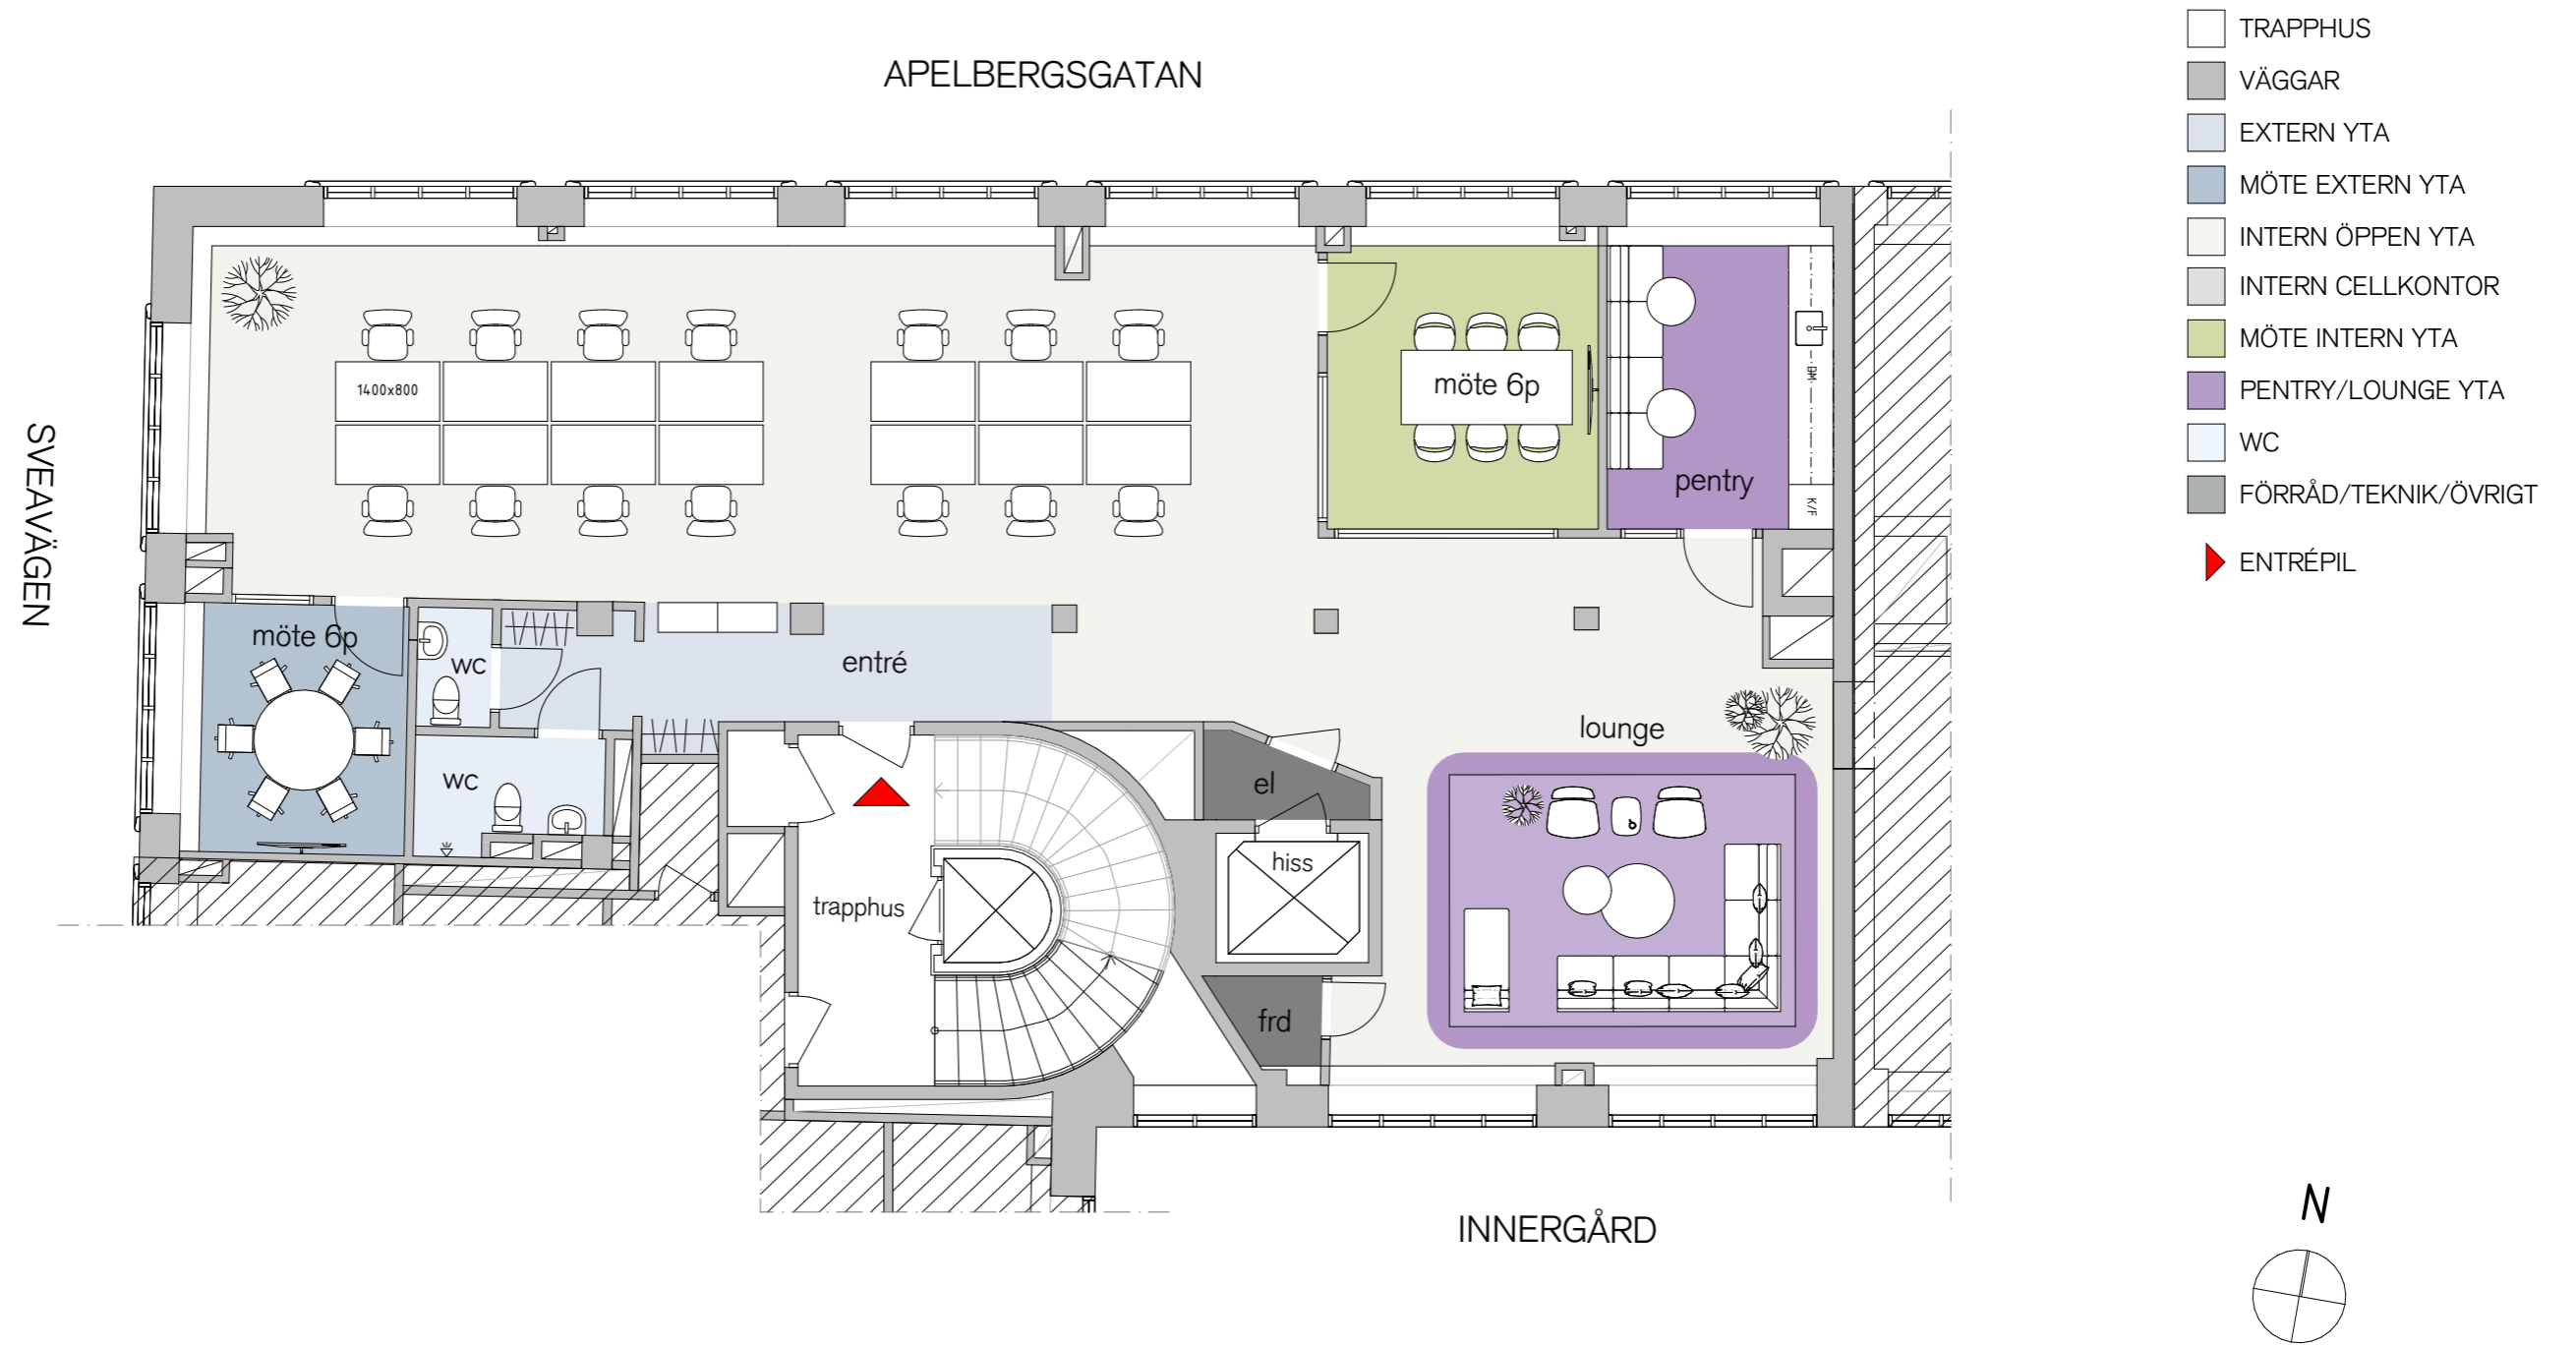 APELBERGSGATAN
SVEAVÄGEN
1400x800
möte 6p
DM
pentry
K/F
möte 6p
wc
entré
wc
lounge
el
hiss
trapphus
frd
INNERGÅRD
TRAPPHUS
VÄGGAR
EXTERN YTA
MÖTE EXTERN YTA
INTERN ÖPPEN YTA
INTERN CELLKONTOR
MÖTE INTERN YTA
PENTRY/LOUNGE YTA
WC
FÖRRÅD/TEKNIK/ÖVRIGT
ENTRÉPIL
N